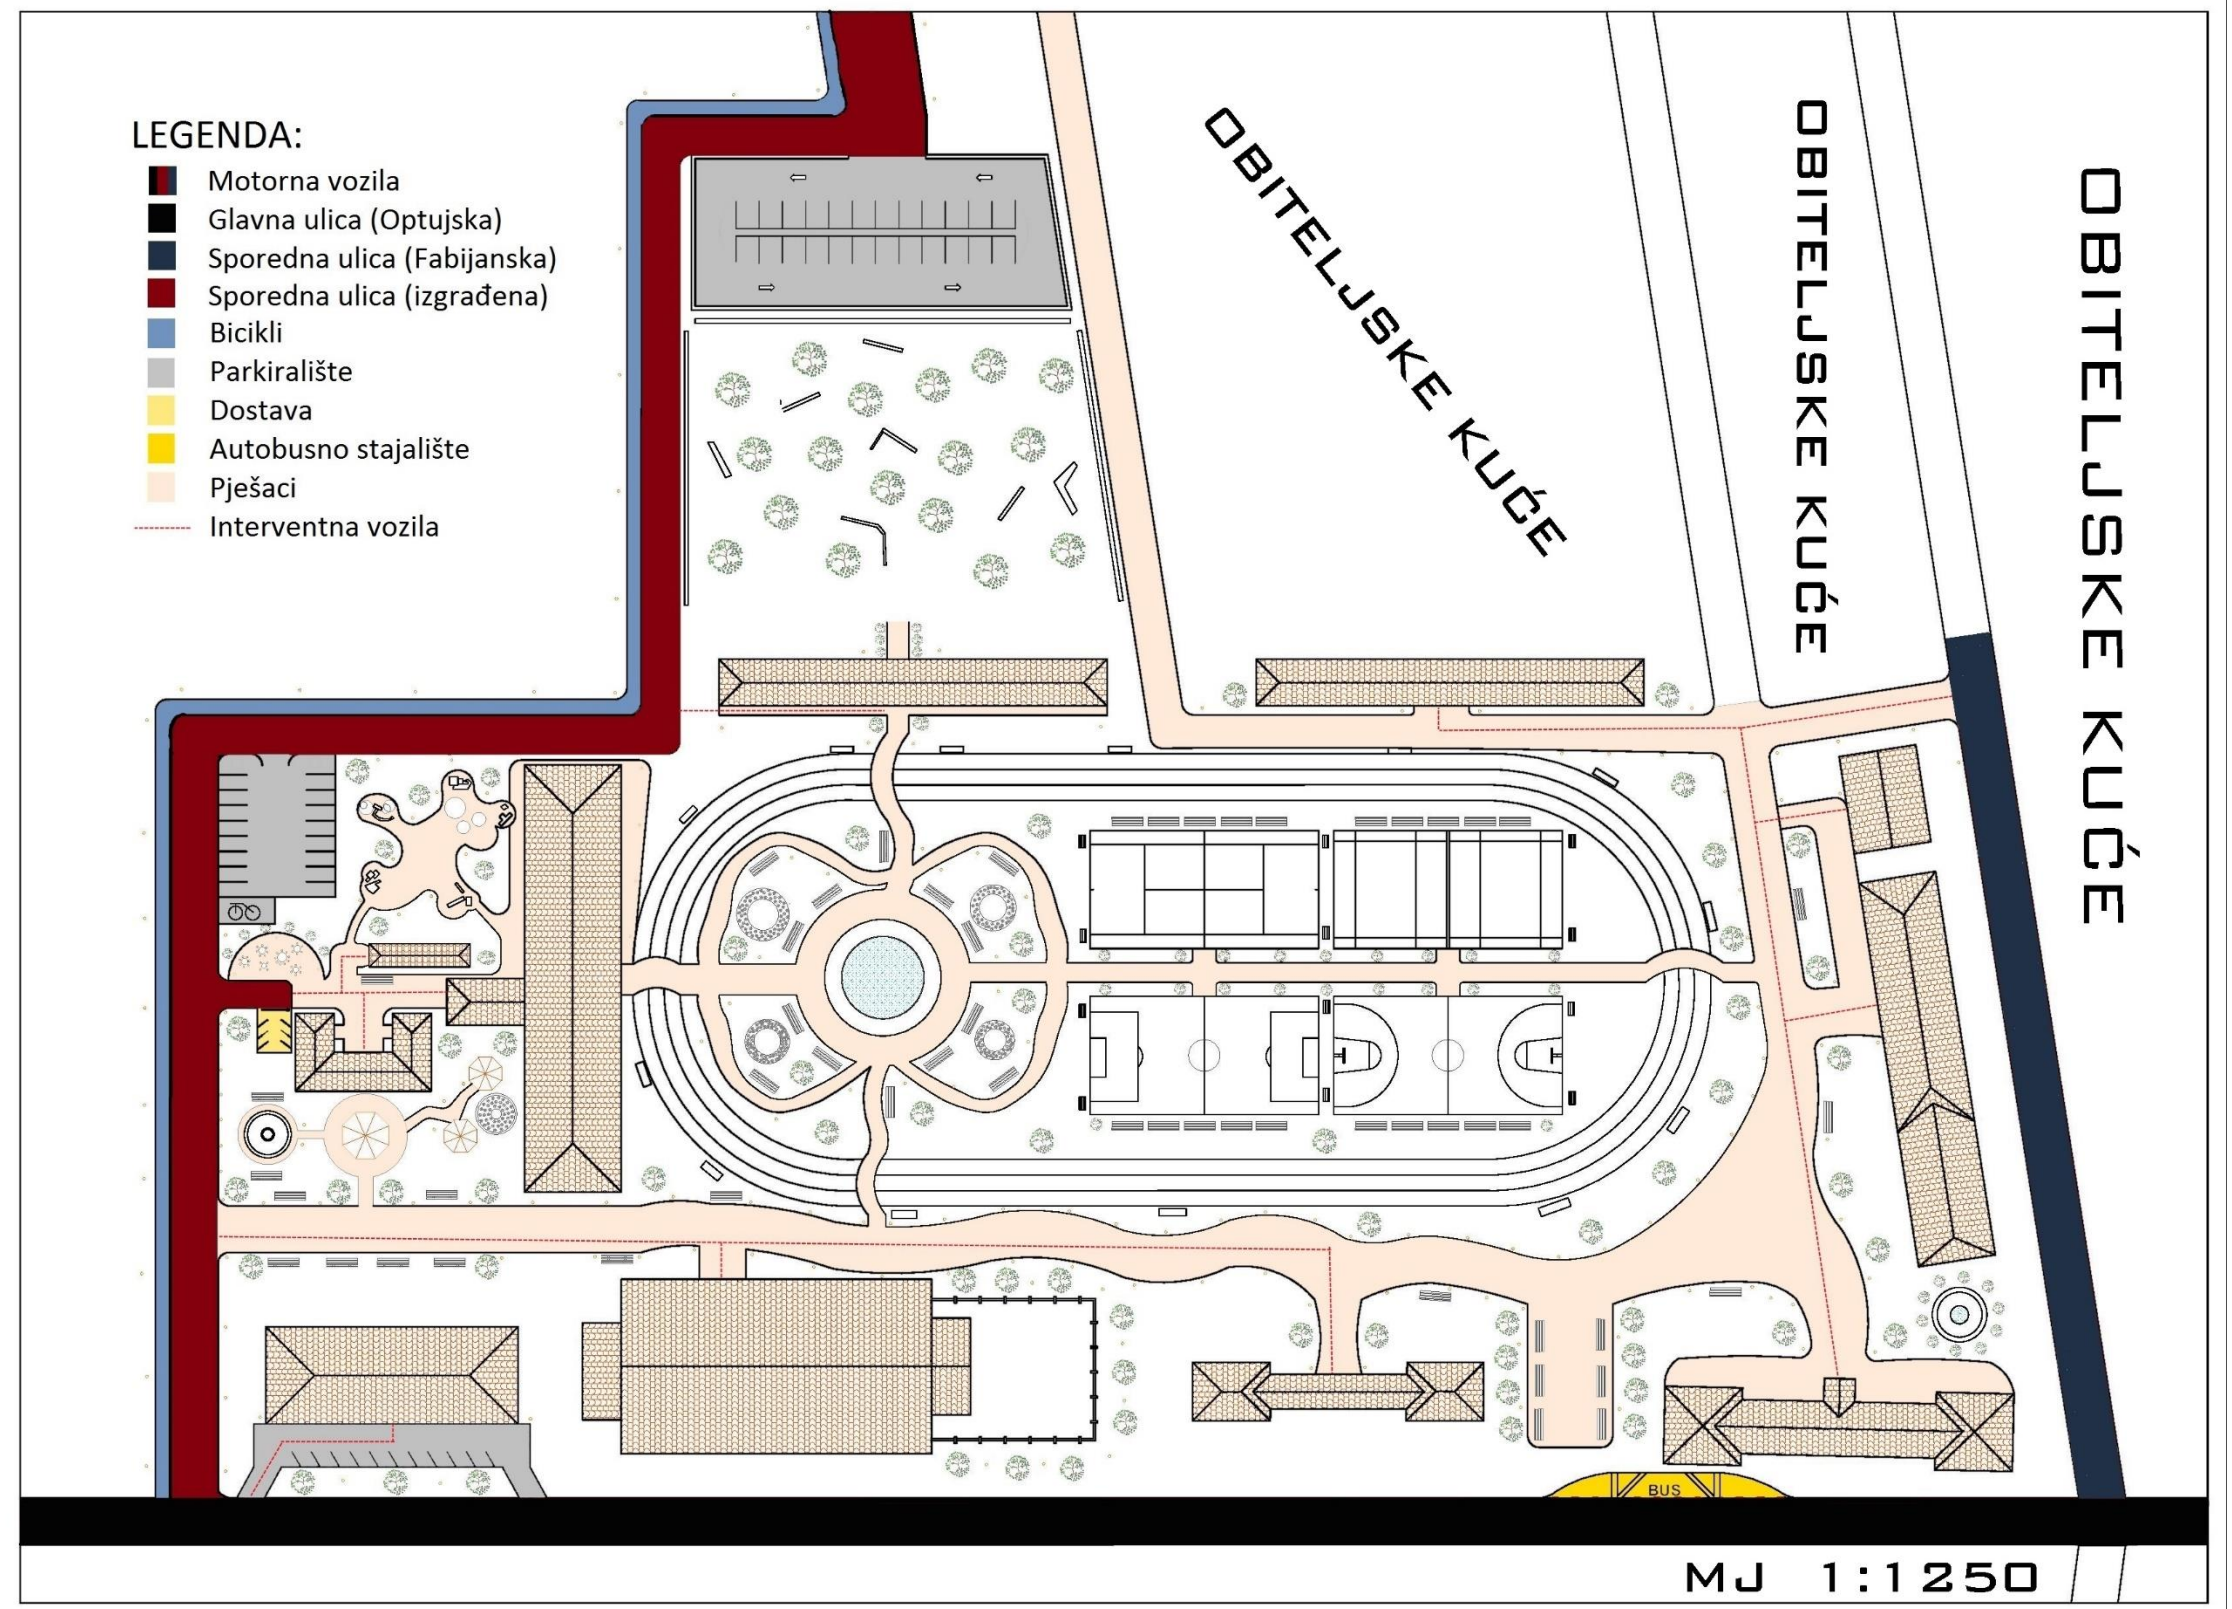 LEGENDA:
Motorna vozila
Glavna ulica (Optujska)
Sporedna ulica (Fabijanska)
Sporedna ulica (izgrađena)
Bicikli
Parkiralište
Dostava
Autobusno stajalište
Pješaci
Interventna vozila
OBITELJSKE KUĆE
OBITELJSKE KUĆE
OBITELJSKE KUĆE
BUS
MJ 1:1250